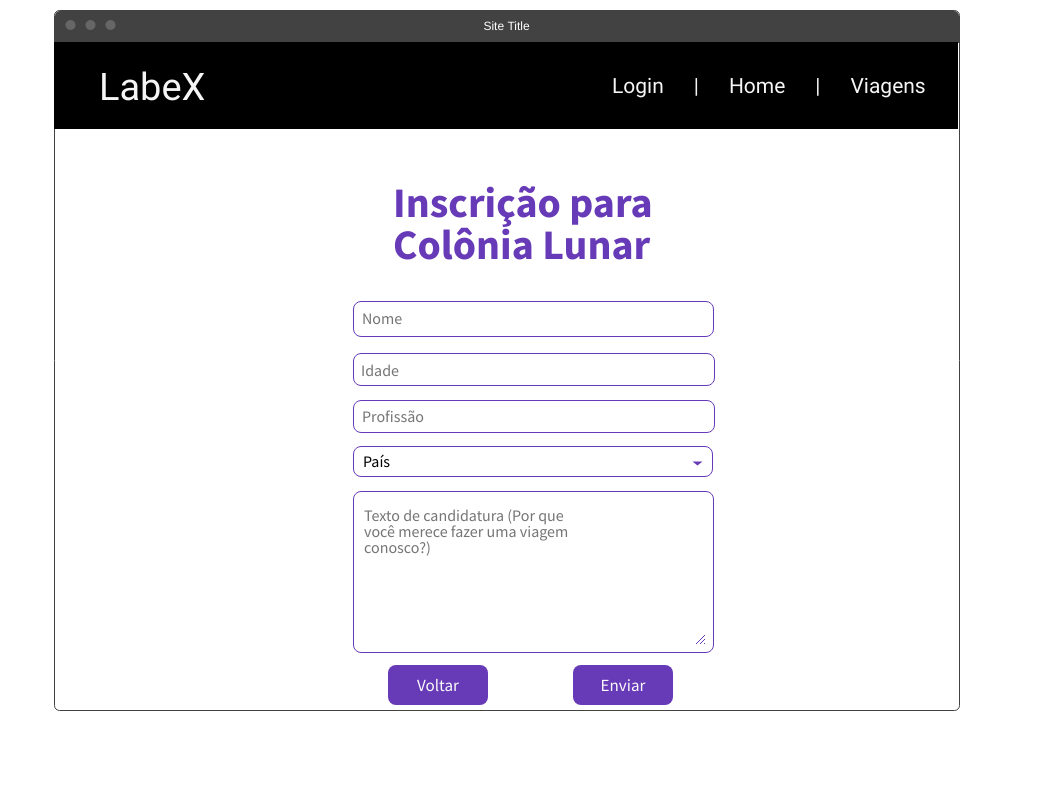 Site Title
LabeX
Login | Home | Viagens
Inscrição para
Colônia Lunar
Nome
Idade
Profissão
País
Texto de candidatura (Por que
você merece fazer uma viagem
conosco?)
Voltar
Enviar